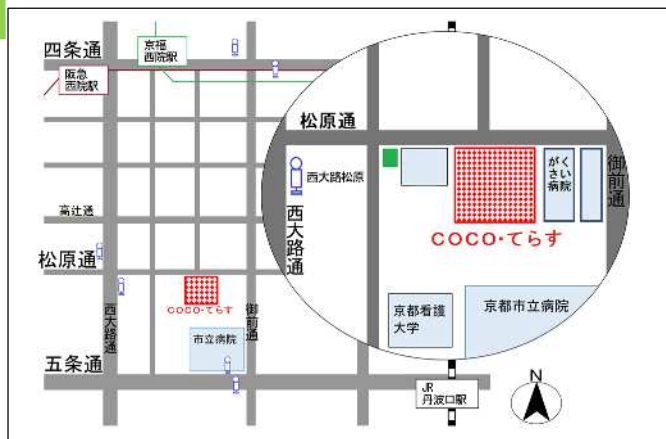 四条通
京福
西院駅
阪急
西院駅
高辻通
松原通
西大路通
COCO・てらす
御前通
市立病院
五条通
松原通
西大路松原
西大路通
COCO・てらす
がくさい
病院
御前通
京都看護
大学
京都市立病院
JR
丹波口駅
N